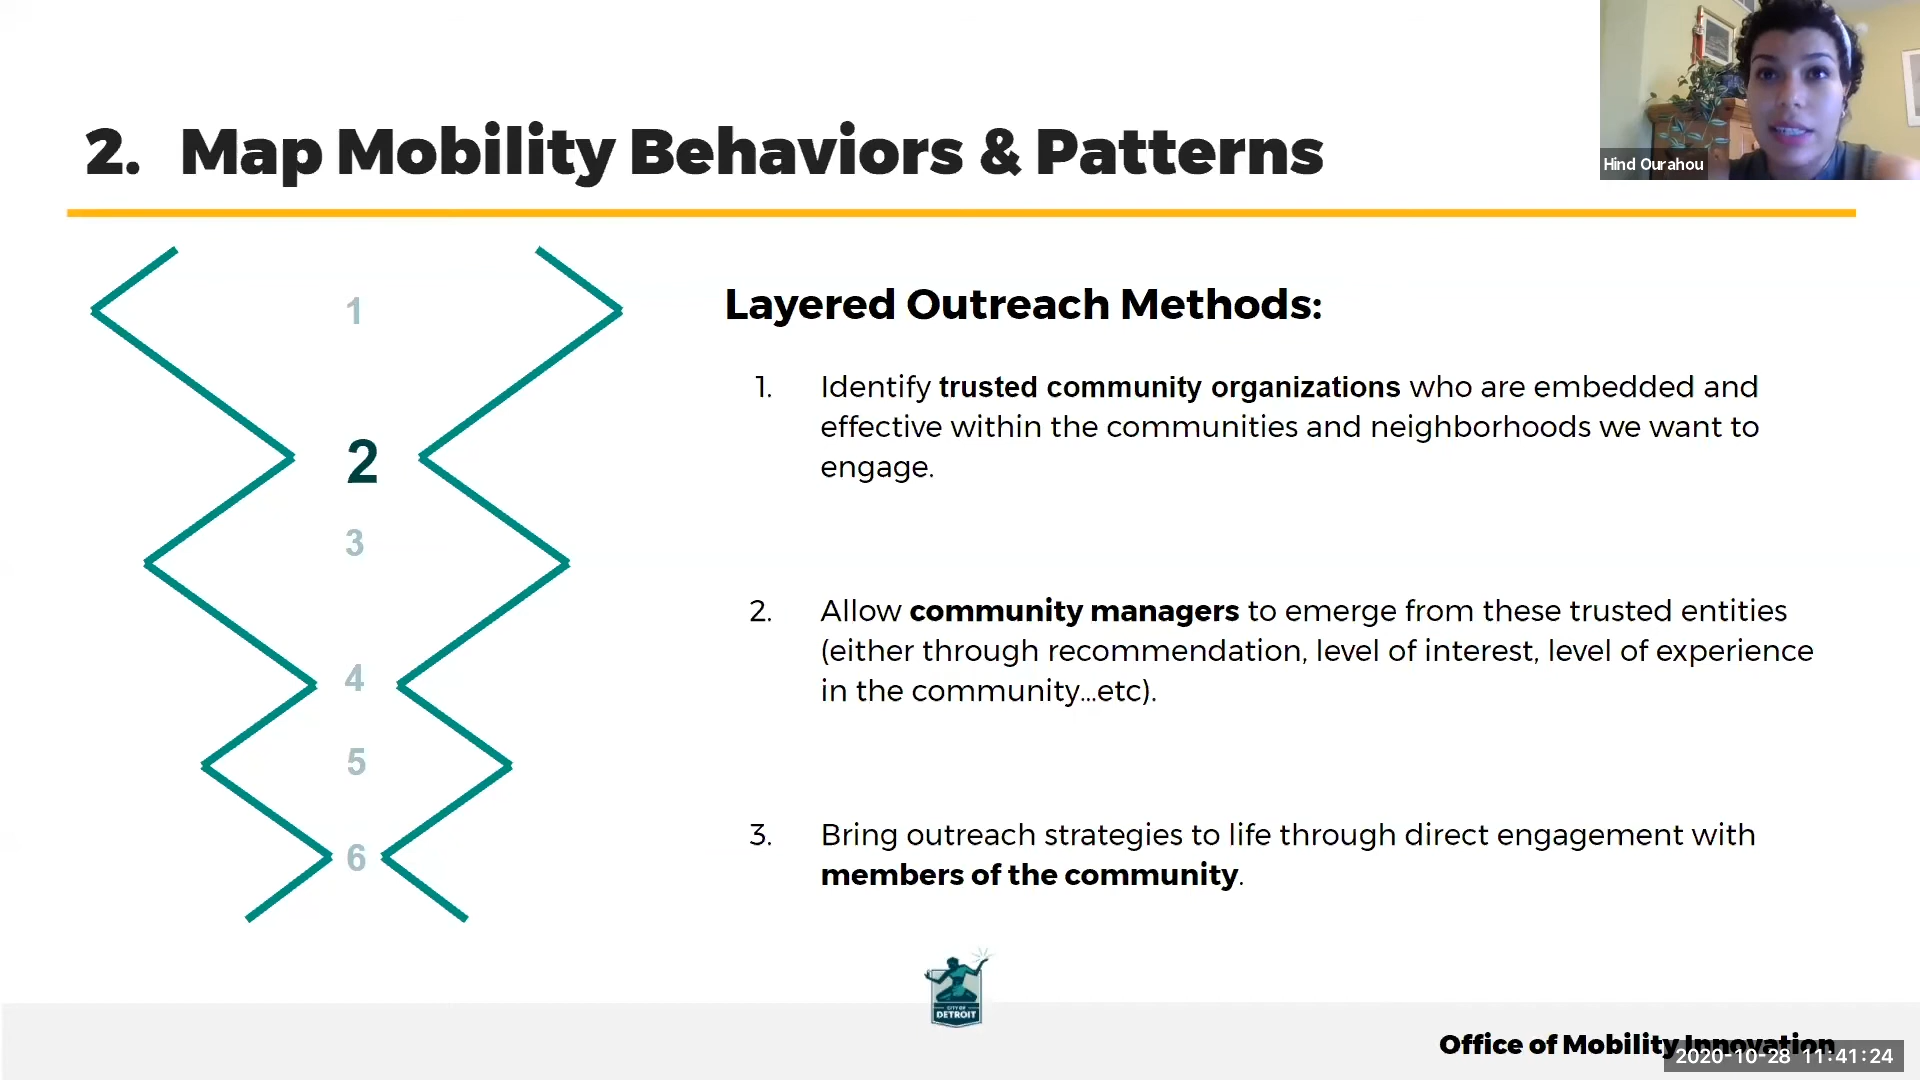 2. Map Mobility Behaviors & Patterns
Hind Ourahou
1
2
3
4
5
6
Layered Outreach Methods:
1. Identify trusted community organizations who are embedded and
effective within the communities and neighborhoods we want to
engage.
2. Allow community managers to emerge from these trusted entities
(either through recommendation, level of interest, level of experience
in the community...etc).
3. Bring outreach strategies to life through direct engagement with
members of the community.
CITY OF
DETROIT
Office of Mobility Innovation
2020-10-28 11:41:24